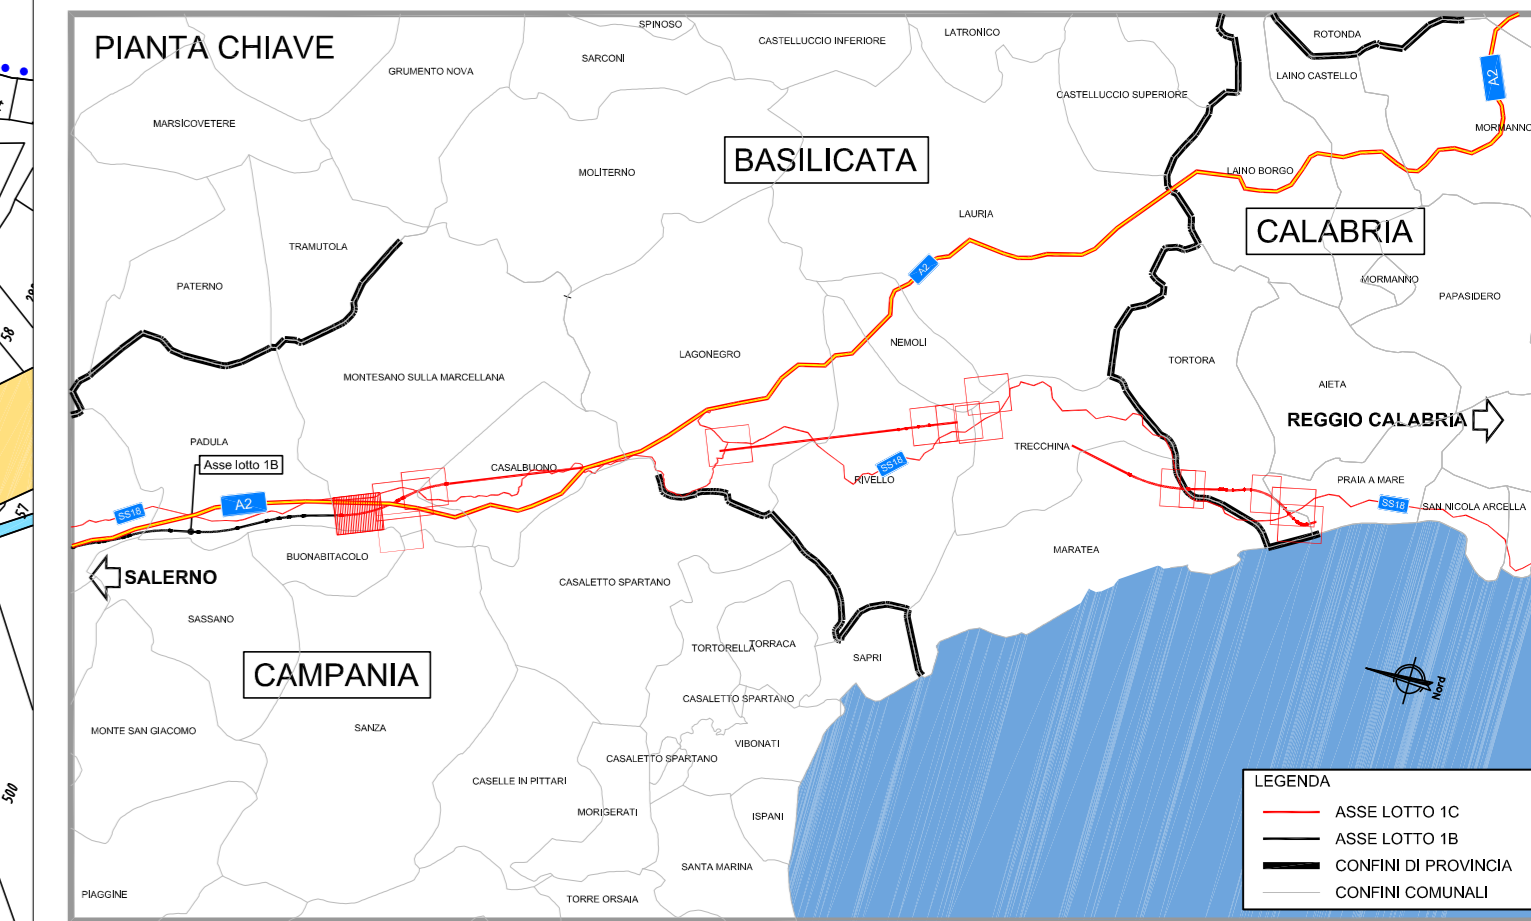 PIANTA CHIAVE
SPINOSO
SARCONI
CASTELLUCCIO INFERIORE
LATRONICO
ROTONDA
GRUMENTO NOVA
LAINO CASTELLO
A2
CASTELLUCCIO SUPERIORE
MARSICOVETERE
MORMANNO
BASILICATA
MOLITERNO
LAINO BORGO
LAURIA
CALABRIA
TRAMUTOLA
A2
MORMANNO
PATERNO
PAPASIDERO
58
NEMOLI
LAGONEGRO
TORTORA
MONTESANO SULLA MARCELLANA
AIETA
REGGIO CALABRIA
PADULA
TRECCHINA
Asse lotto 1B
CASALBUONO
SS18
RIVELLO
PRAIA A MARE
A2
SS18
SS18
SAN NICOLA ARCELLA
57
BUONABITACOLO
MARATEA
SALERNO
CASALETTO SPARTANO
SASSANO
TORRACA
TORTORELLA
SAPRI
CAMPANIA
Nord
CASALETTO SPARTANO
MONTE SAN GIACOMO
SANZA
VIBONATI
CASALETTO SPARTANO
CASELLE IN PITTARI
500
MORIGERATI
ISPANI
SANTA MARINA
PIAGGINE
TORRE ORSAIA
LEGENDA
ASSE LOTTO 1C
ASSE LOTTO 1B
CONFINI DI PROVINCIA
CONFINI COMUNALI